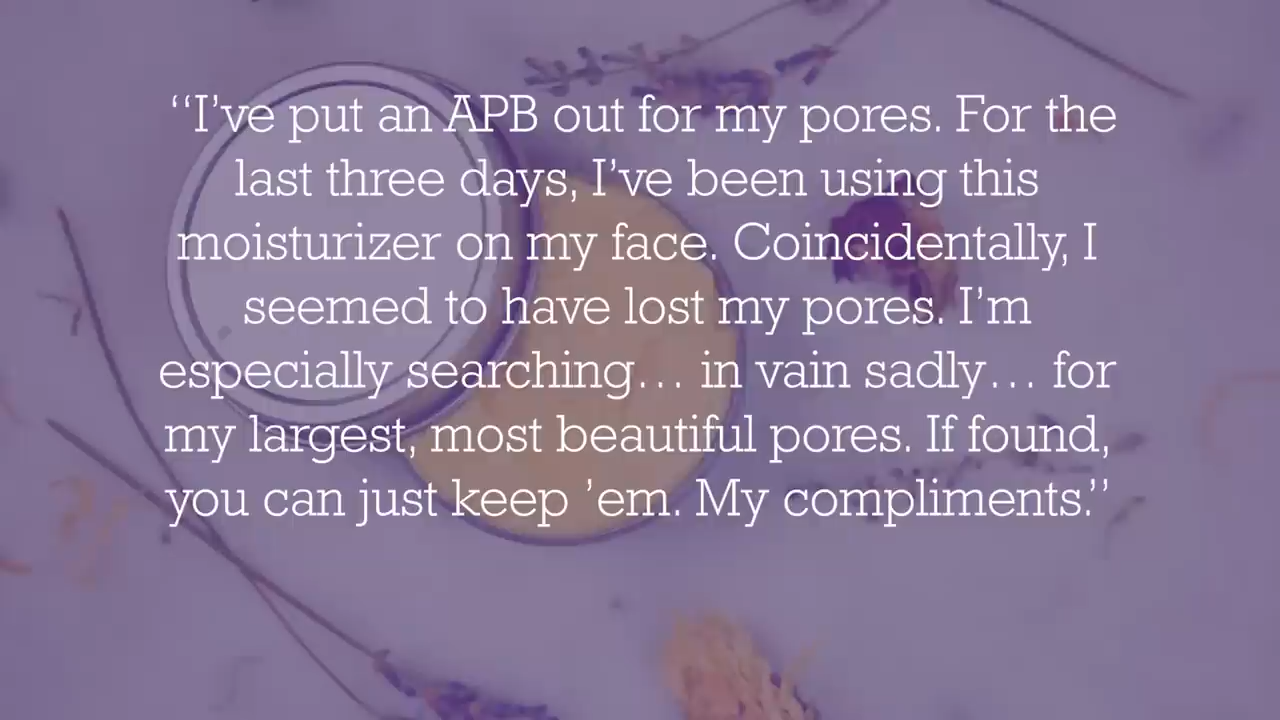 “I’ve put an APB out for my pores. For the
last three days, I’ve been using this
moisturizer on my face. Coincidentally, I
seemed to have lost my pores. I’m
especially searching… in vain sadly… for
my largest, most beautiful pores. If found,
you can just keep ’em. My compliments.”